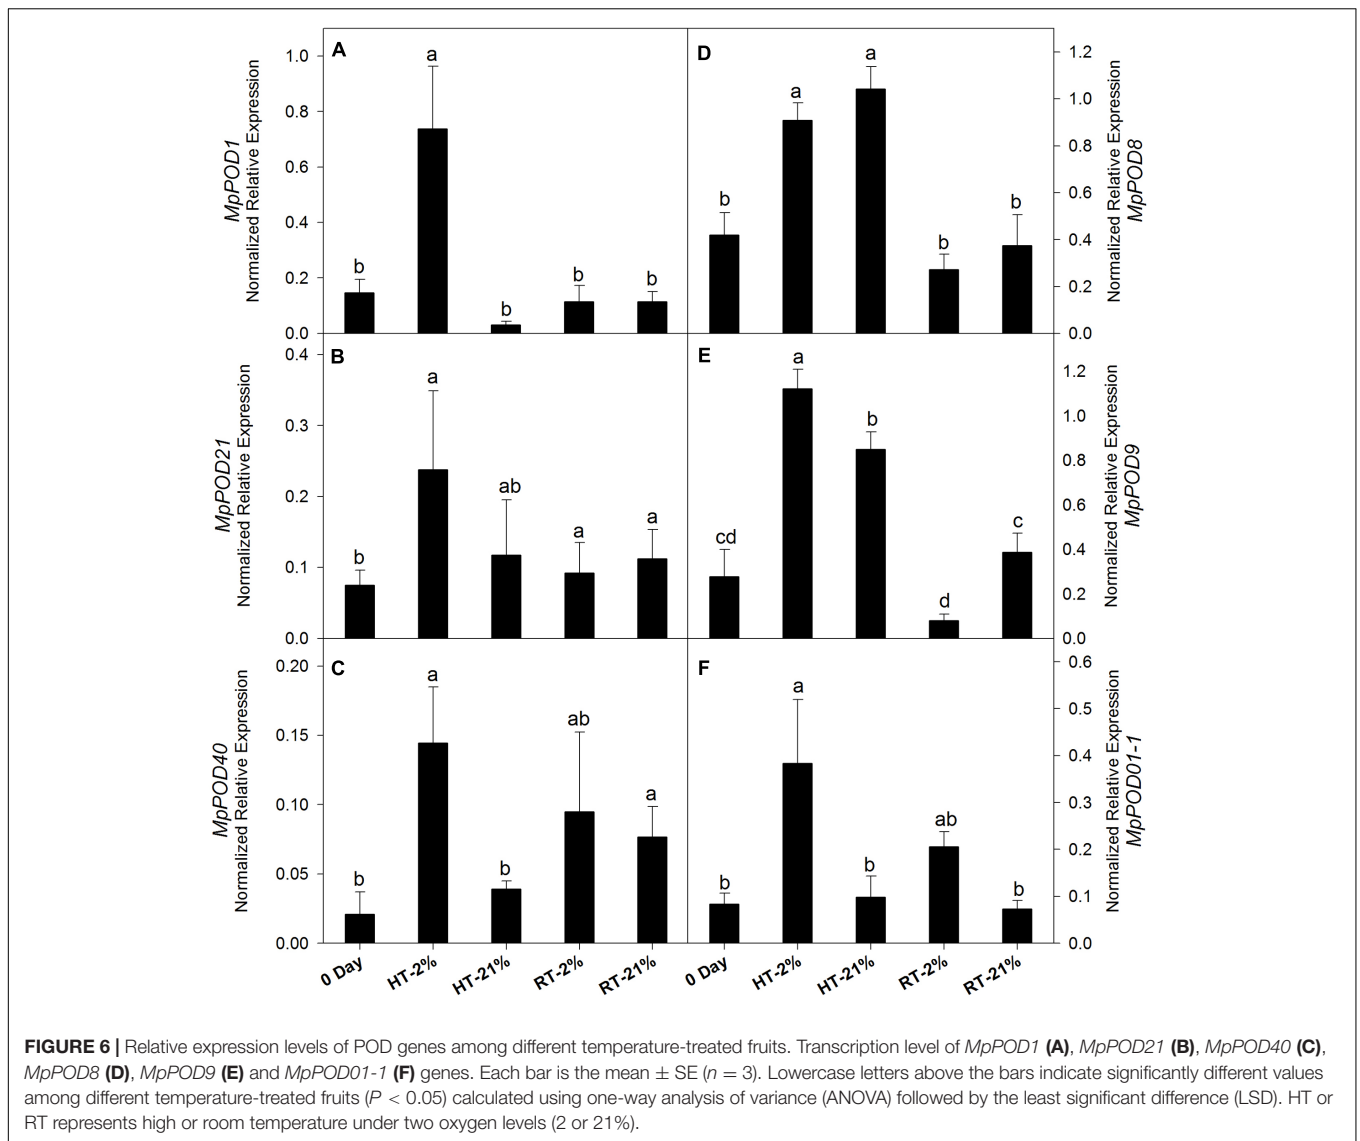 A
a
b
b
b
b
1.0
0.8
0.6
0.4
0.2
0.0
MpPOD1
Normalized Relative Expression
D
b
a
a
b
b
1.2
1.0
0.8
0.6
0.4
0.2
0.0
Normalized Relative Expression
MpPOD8
B
b
a
ab
a
a
0.4
0.3
0.2
0.1
0.0
MpPOD21
Normalized Relative Expression
E
cd
a
b
d
c
1.2
1.0
0.8
0.6
0.4
0.2
0.0
Normalized Relative Expression
MpPOD9
C
b
a
b
ab
a
0.20
0.15
0.10
0.05
0.00
MpPOD40
Normalized Relative Expression
F
b
a
b
ab
b
0.6
0.5
0.4
0.3
0.2
0.1
0.0
Normalized Relative Expression
MpPOD01-1
0 Day
HT-2%
HT-21%
RT-2%
RT-21%
0 Day
HT-2%
HT-21%
RT-2%
RT-21%
FIGURE 6 | Relative expression levels of POD genes among different temperature-treated fruits. Transcription level of MpPOD1 (A), MpPOD21 (B), MpPOD40 (C),
MpPOD8 (D), MpPOD9 (E) and MpPOD01-1 (F) genes. Each bar is the mean ± SE (n = 3). Lowercase letters above the bars indicate significantly different values
among different temperature-treated fruits (P < 0.05) calculated using one-way analysis of variance (ANOVA) followed by the least significant difference (LSD). HT or
RT represents high or room temperature under two oxygen levels (2 or 21%).